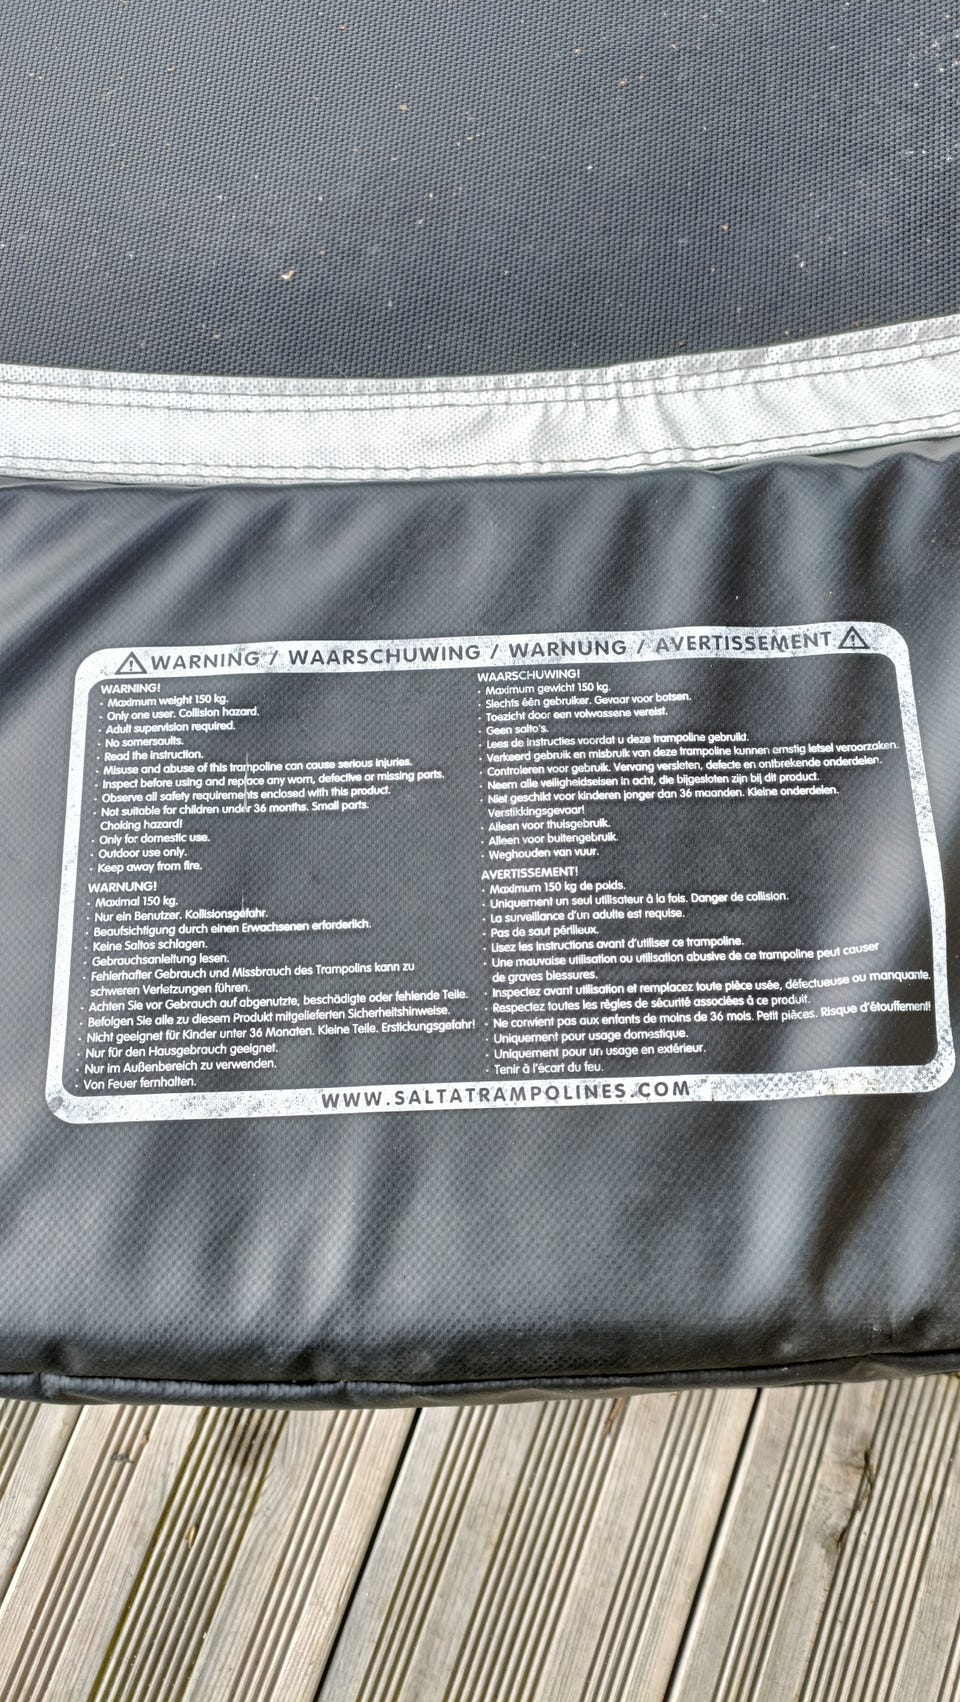 WARNING / WAARSCHUWING / WARNUNG / AVERTISSEMENT
WARNING!
· Maximum weight 150 kg.
· Only one user. Collision hazard.
· Adult supervision required.
· No somersaults.
· Read the instruction.
· Misuse and abuse of this trampoline can cause serious injuries.
· Inspect before using and replace any worn, defective or missing parts.
· Observe all safety requirements enclosed with this product.
· Not suitable for children under 36 months. Small parts.
Choking hazard!
· Only for domestic use.
· Outdoor use only.
· Keep away from fire.
WARNUNG!
· Maximal 150 kg.
· Nur ein Benutzer. Kollisionsgefahr.
· Beaufsichtigung durch einen Erwachsenen erforderlich.
· Keine Saltos schlagen.
· Gebrauchsanleitung lesen.
· Fehlerhafter Gebrauch und Missbrauch des Trampolins kann zu
schweren Verletzungen führen.
· Achten Sie vor Gebrauch auf abgenutzte, beschädigte oder fehlende Teile.
· Befolgen Sie alle zu diesem Produkt mitgelieferten Sicherheitshinweise.
· Nicht geeignet für Kinder unter 36 Monaten. Kleine Teile. Erstickungsgefahr!
· Nur für den Hausgebrauch geeignet.
· Nur im Außenbereich zu verwenden.
· Von Feuer fernhalten.
WAARSCHUWING!
· Maximum gewicht 150 kg.
· Slechts één gebruiker. Gevaar voor botsen.
· Toezicht door een volwassene vereist.
· Geen salto's.
· Lees de instructies voordat u deze trampoline gebruikt.
· Verkeerd gebruik en misbruik van deze trampoline kunnen ernstig letsel veroorzaken.
· Controleren voor gebruik. Vervang versleten, defecte en ontbrekende onderdelen.
· Neem alle veiligheidseisen in acht, die bijgesloten zijn bij dit product.
· Niet geschikt voor kinderen jonger dan 36 maanden. Kleine onderdelen.
Verstikkingsgevaar!
· Alleen voor thuisgebruik.
· Alleen voor buitengebruik.
· Weghouden van vuur.
AVERTISSEMENT!
· Maximum 150 kg de poids.
· Uniquement un seul utilisateur à la fois. Danger de collision.
· La surveillance d'un adulte est requise.
· Pas de saut périlleux.
· Lisez les instructions avant d'utiliser ce trampoline.
· Une mauvaise utilisation ou utilisation abusive de ce trampoline peut causer
de graves blessures.
· Inspectez avant utilisation et remplacez toute pièce usée, défectueuse ou manquante.
· Respectez toutes les règles de sécurité associées à ce produit.
· Ne convient pas aux enfants de moins de 36 mois. Petit pièces. Risque d'étouffement!
· Uniquement pour usage domestique.
· Uniquement pour un usage en extérieur.
· Tenir à l'écart du feu.
WWW.SALTATRAMPOLINES.COM